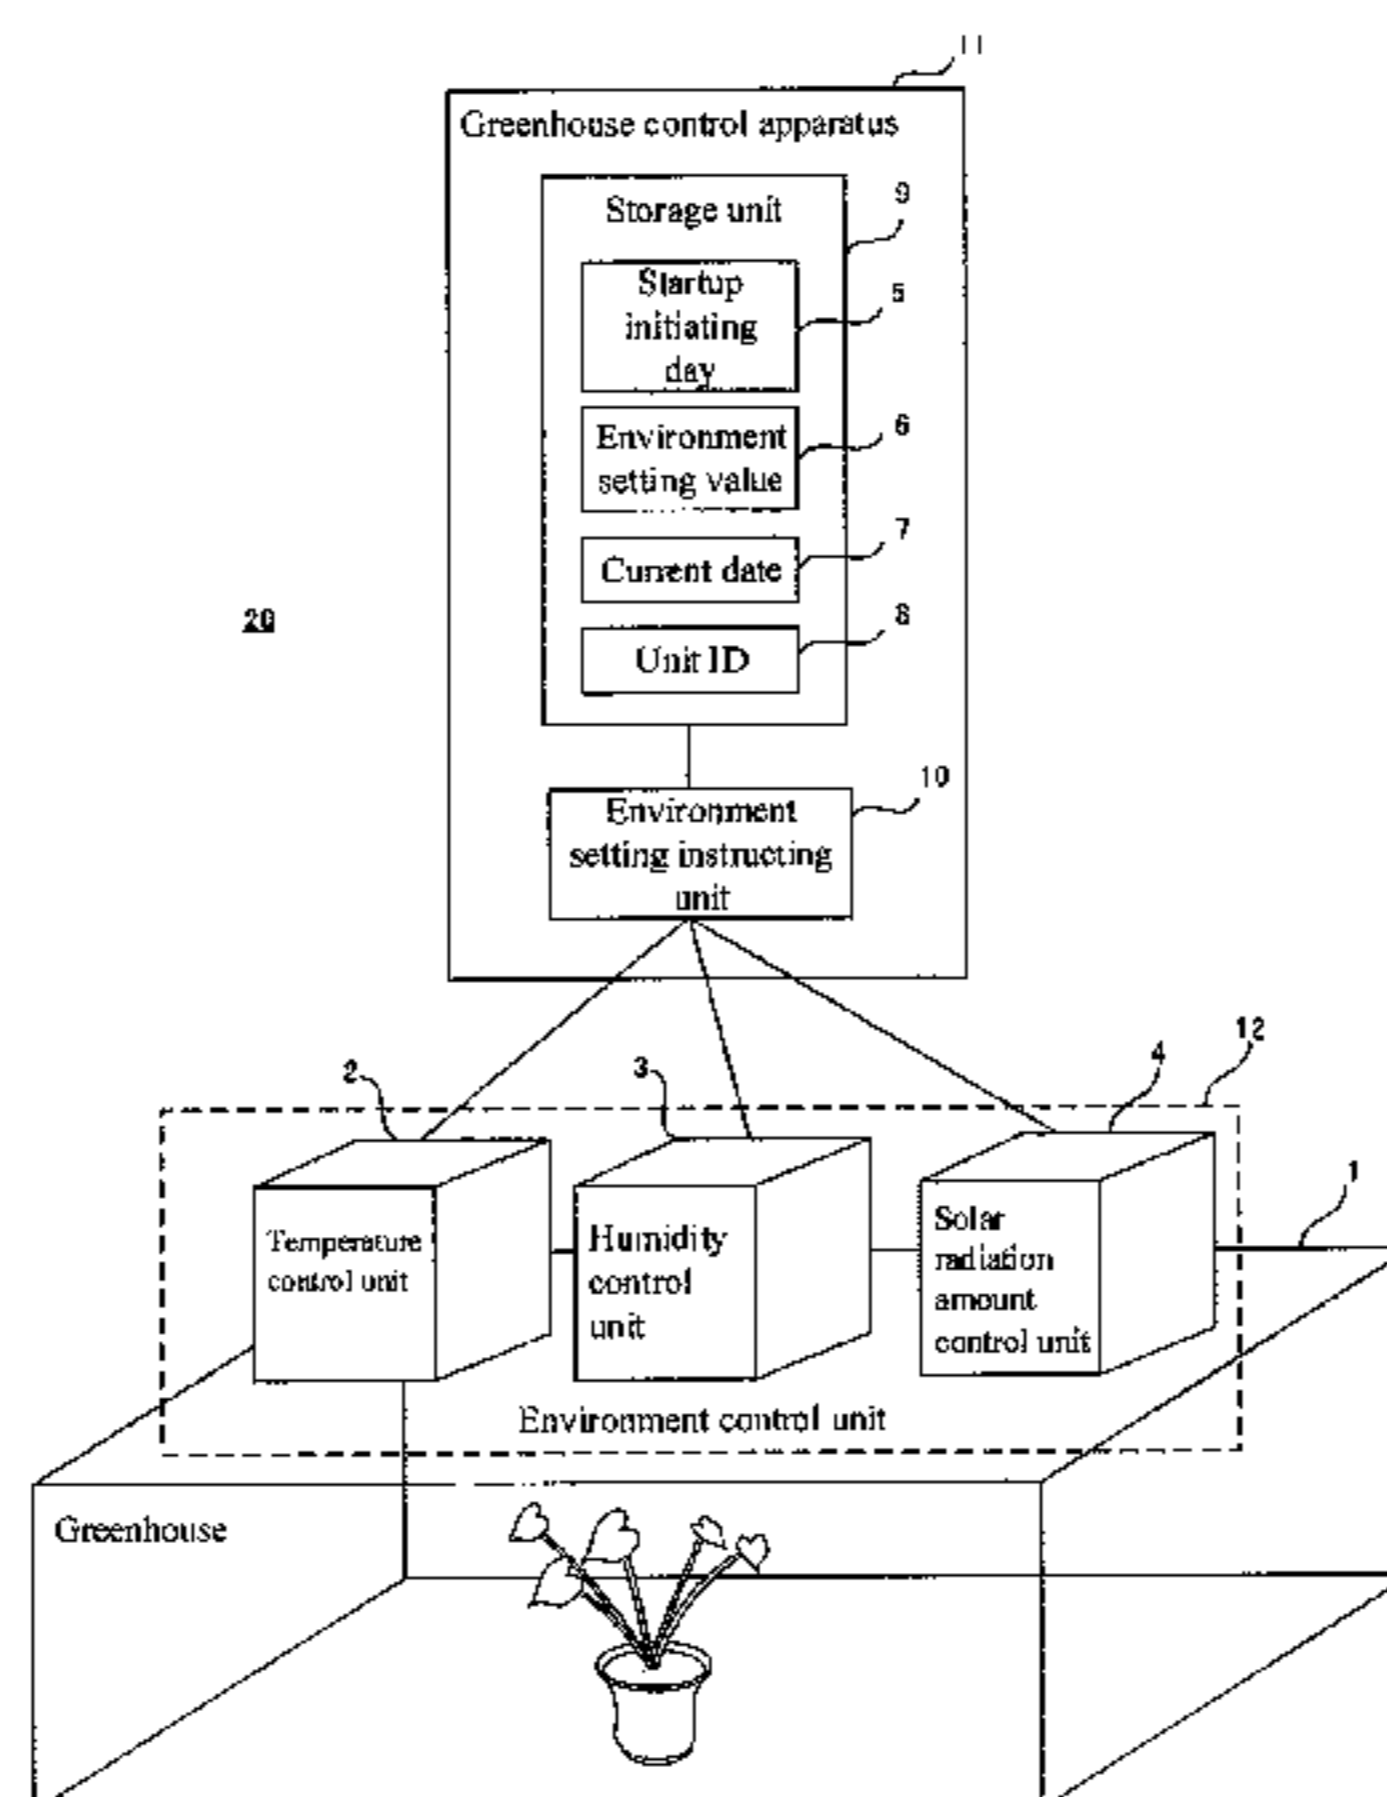 11
Greenhouse control apparatus
9
Storage unit
5
Startup
initiating
day
6
Environment
setting value
7
Current date
20
8
Unit ID
10
Environment
setting instructing
unit
12
2
3
4
1
Temperature
control unit
Humidity
control
unit
Solar
radiation
amount
control unit
Environment control unit
Greenhouse